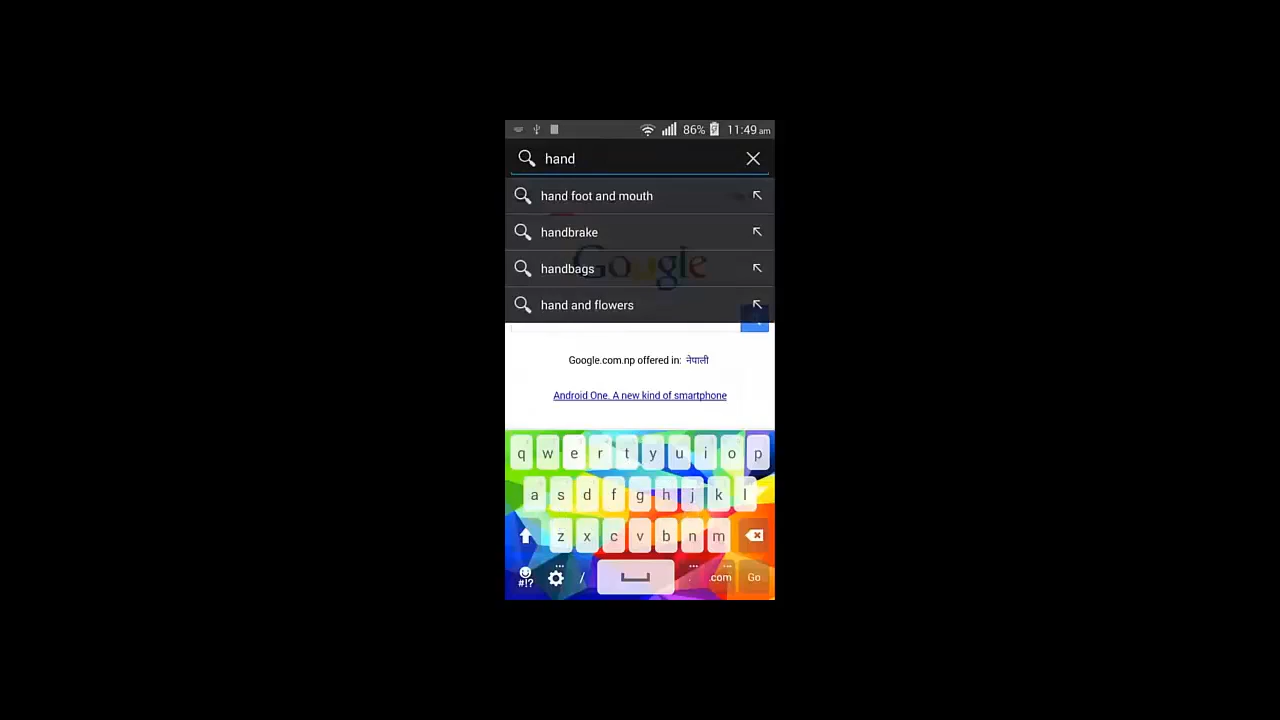 86% 11:49 am
hand
hand foot and mouth
handbrake
handbags
hand and flowers
Google
Google.com.np offered in: नेपाली
Android One. A new kind of smartphone
q w e r t y u i o p
a s d f g h j k l
z x c v b n m
#!? / . .com Go